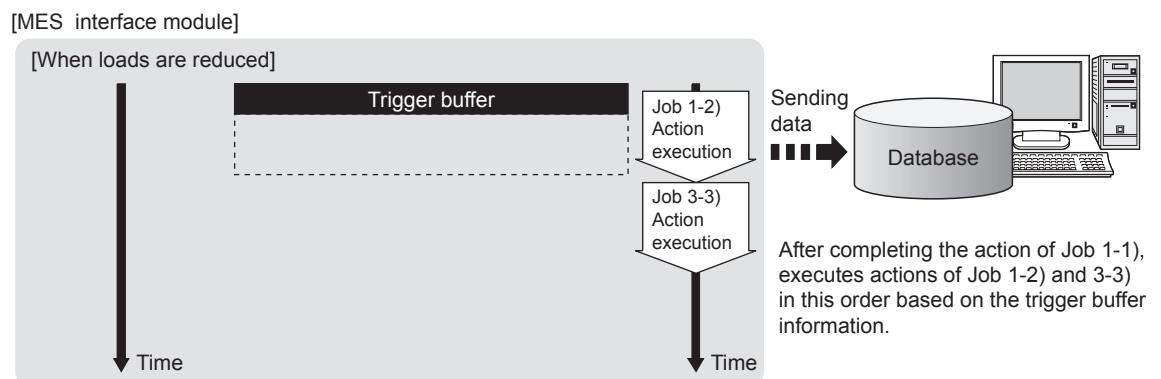 [MES interface module]
[When loads are reduced]
Trigger buffer
Job 1-2)
Action
execution
Job 3-3)
Action
execution
Sending
data
Database
After completing the action of Job 1-1),
executes actions of Job 1-2) and 3-3)
in this order based on the trigger buffer
information.
Time
Time